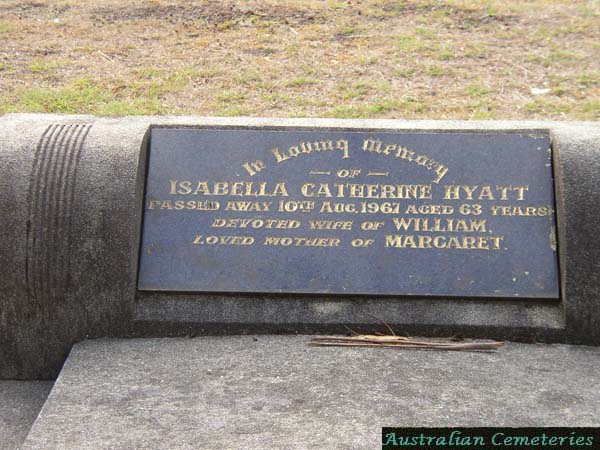 In Loving Memory
— OF —
ISABELLA CATHERINE HYATT
PASSED AWAY 10TH AUG. 1967 AGED 63 YEARS
DEVOTED WIFE OF WILLIAM.
LOVED MOTHER OF MARGARET.
Australian Cemeteries